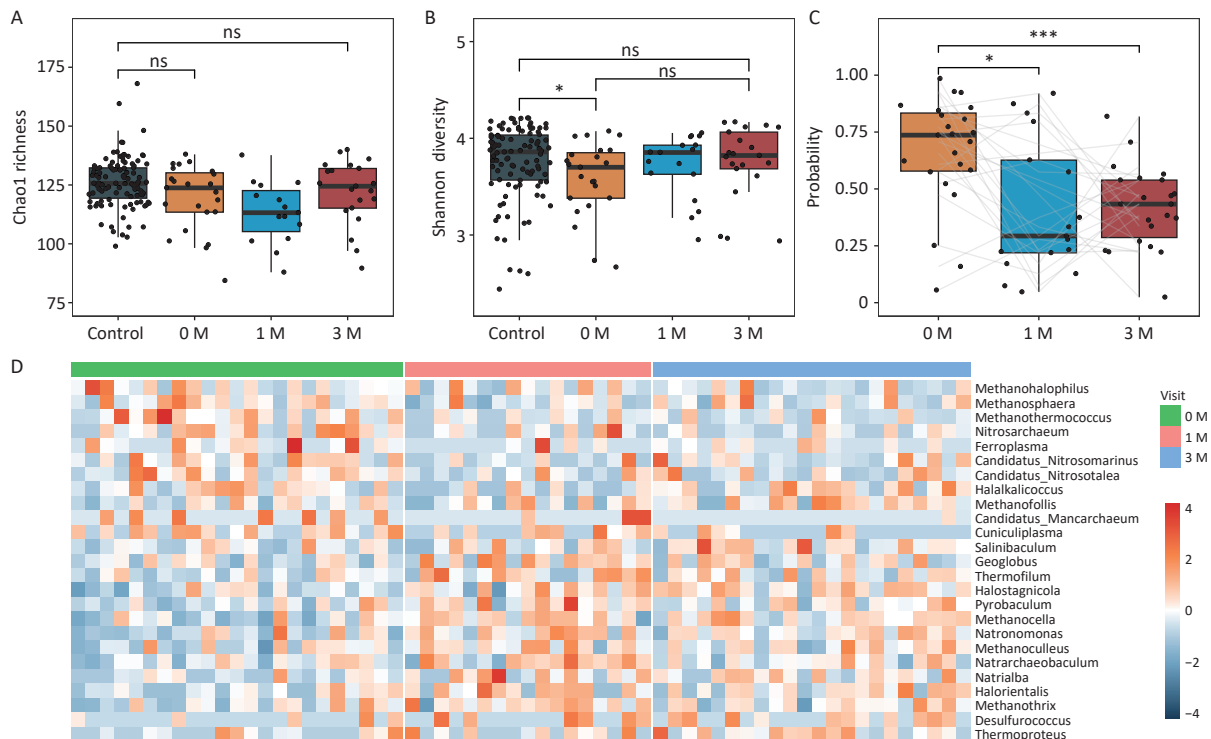 A
ns
ns
Chao1 richness
175
150
125
100
75
Control
0 M
1 M
3 M
B
ns
ns
*
Shannon diversity
5
4
3
Control
0 M
1 M
3 M
C
***
*
Probability
1.00
0.75
0.50
0.25
0
0 M
1 M
3 M
D
Methanohalophilus
Methanosphaera
Methanothermococcus
Nitrosarchaeum
Ferroplasma
Candidatus_Nitrosomarinus
Candidatus_Nitrosotalea
Halalkalicoccus
Methanofollis
Candidatus_Mancarchaeum
Cuniculiplasma
Salinibaculum
Geoglobus
Thermofilum
Halostagnicola
Pyrobaculum
Methanocella
Natronomonas
Methanoculleus
Natrarchaeobaculum
Natrialba
Halorientalis
Methanothrix
Desulfurococcus
Thermoproteus
Visit
0 M
1 M
3 M
4
2
0
−2
−4